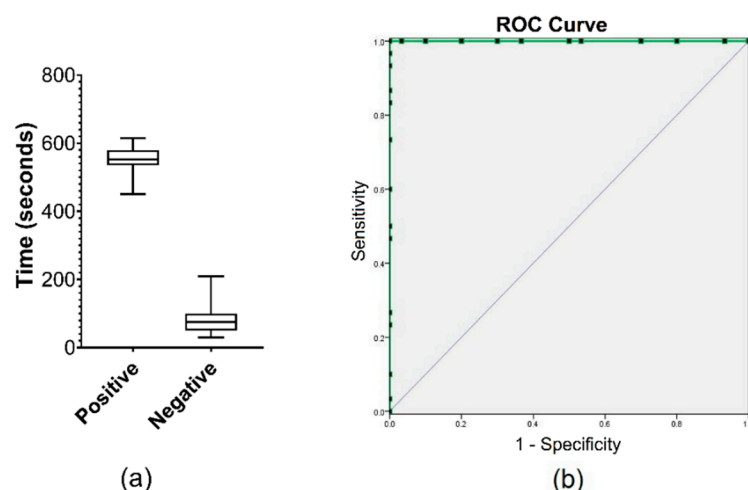 800
600
400
200
0
Time (seconds)
Positive
Negative
(a)
ROC Curve
1.0
0.8
0.6
0.4
0.2
0.0
Sensitivity
0.0 0.2 0.4 0.6 0.8 1.0
1 - Specificity
(b)